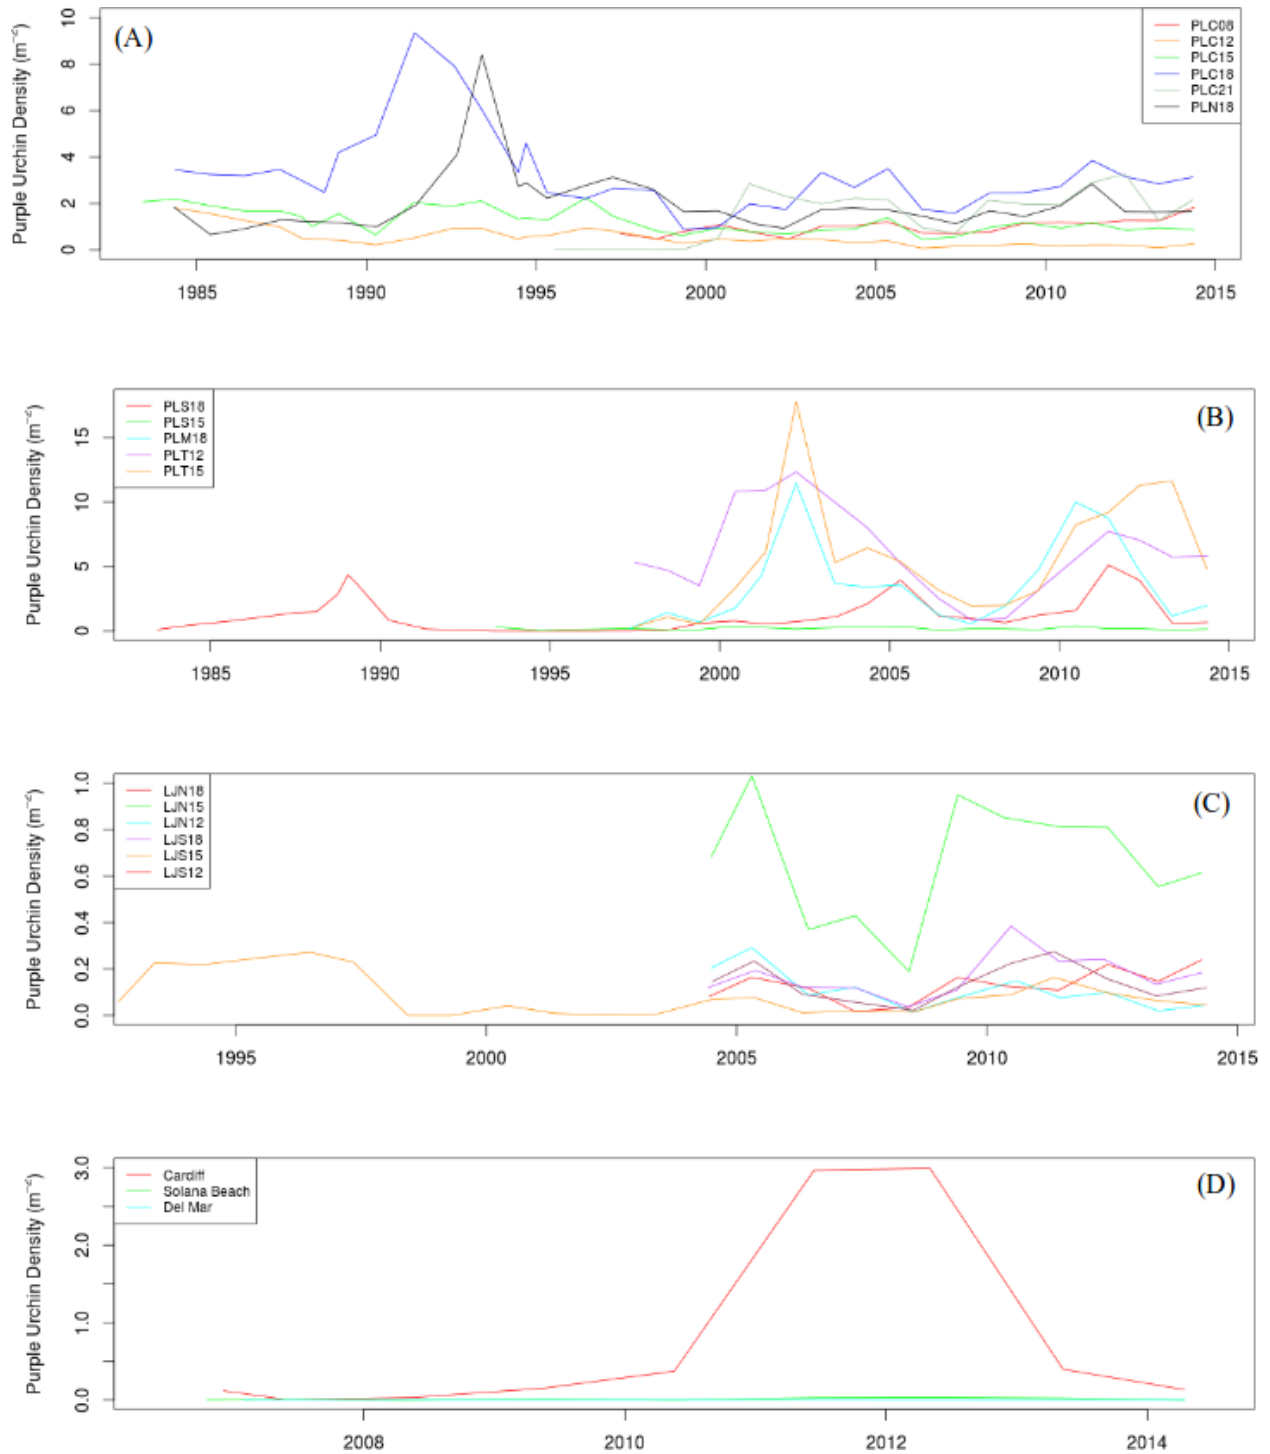 Purple Urchin Density (m⁻²)
10
8
6
4
2
0
(A)
PLC08
PLC12
PLC15
PLC18
PLC21
PLN18
1985 1990 1995 2000 2005 2010 2015
Purple Urchin Density (m⁻²)
15
10
5
0
PLS18
PLS15
PLM18
PLT12
PLT15
(B)
1985 1990 1995 2000 2005 2010 2015
Purple Urchin Density (m⁻²)
1.0
0.8
0.6
0.4
0.2
0.0
LJN18
LJN15
LJN12
LJS18
LJS15
LJS12
(C)
1995 2000 2005 2010 2015
Purple Urchin Density (m⁻²)
3.0
2.0
1.0
0.0
Cardiff
Solana Beach
Del Mar
(D)
2008 2010 2012 2014